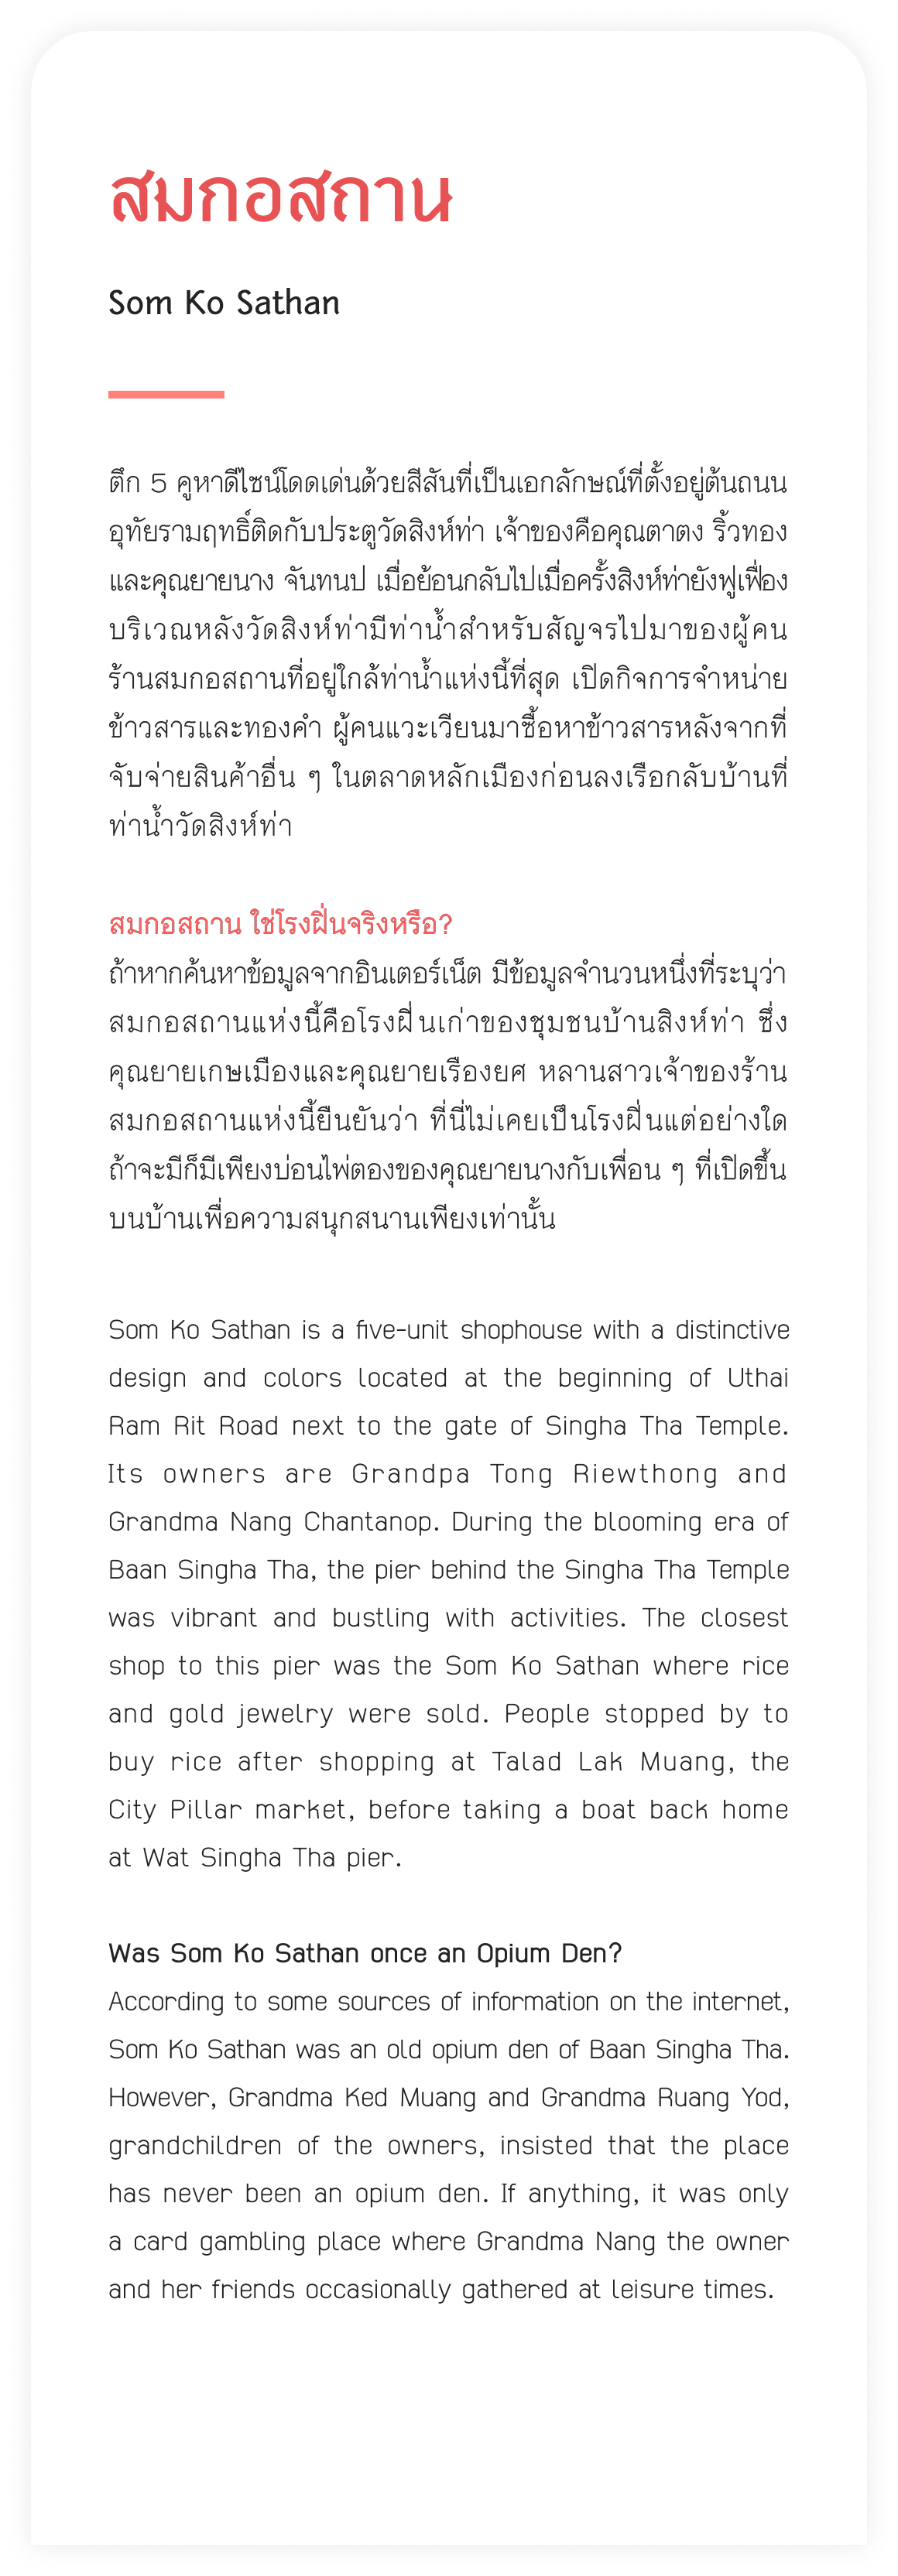 สมกอสถาน
Som Ko Sathan
ตึก 5 คูหาดีไซน์โดดเด่นด้วยสีสันที่เป็นเอกลักษณ์ที่ตั้งอยู่ต้นถนน
อุทัยรามฤทธิ์ติดกับประตูวัดสิงห์ท่า เจ้าของคือคุณตาตง ริ้วทอง
และคุณยายนาง จันทนป เมื่อย้อนกลับไปเมื่อครั้งสิงห์ท่ายังฟูเฟื่อง
บริเวณหลังวัดสิงห์ท่ามีท่าน้ำสำหรับสัญจรไปมาของผู้คน
ร้านสมกอสถานที่อยู่ใกล้ท่าน้ำแห่งนี้ที่สุด เปิดกิจการจำหน่าย
ข้าวสารและทองคำ ผู้คนแวะเวียนมาซื้อหาข้าวสารหลังจากที่
จับจ่ายสินค้าอื่น ๆ ในตลาดหลักเมืองก่อนลงเรือกลับบ้านที่
ท่าน้ำวัดสิงห์ท่า
สมกอสถาน ใช่โรงฝิ่นจริงหรือ?
ถ้าหากค้นหาข้อมูลจากอินเตอร์เน็ต มีข้อมูลจำนวนหนึ่งที่ระบุว่า
สมกอสถานแห่งนี้คือโรงฝิ่นเก่าของชุมชนบ้านสิงห์ท่า ซึ่ง
คุณยายเกษเมืองและคุณยายเรืองยศ หลานสาวเจ้าของร้าน
สมกอสถานแห่งนี้ยืนยันว่า ที่นี่ไม่เคยเป็นโรงฝิ่นแต่อย่างใด
ถ้าจะมีก็มีเพียงบ่อนไพ่ตองของคุณยายนางกับเพื่อน ๆ ที่เปิดขึ้น
บนบ้านเพื่อความสนุกสนานเพียงเท่านั้น
Som Ko Sathan is a five-unit shophouse with a distinctive
design and colors located at the beginning of Uthai
Ram Rit Road next to the gate of Singha Tha Temple.
Its owners are Grandpa Tong Riewthong and
Grandma Nang Chantanop. During the blooming era of
Baan Singha Tha, the pier behind the Singha Tha Temple
was vibrant and bustling with activities. The closest
shop to this pier was the Som Ko Sathan where rice
and gold jewelry were sold. People stopped by to
buy rice after shopping at Talad Lak Muang, the
City Pillar market, before taking a boat back home
at Wat Singha Tha pier.
Was Som Ko Sathan once an Opium Den?
According to some sources of information on the internet,
Som Ko Sathan was an old opium den of Baan Singha Tha.
However, Grandma Ked Muang and Grandma Ruang Yod,
grandchildren of the owners, insisted that the place
has never been an opium den. If anything, it was only
a card gambling place where Grandma Nang the owner
and her friends occasionally gathered at leisure times.